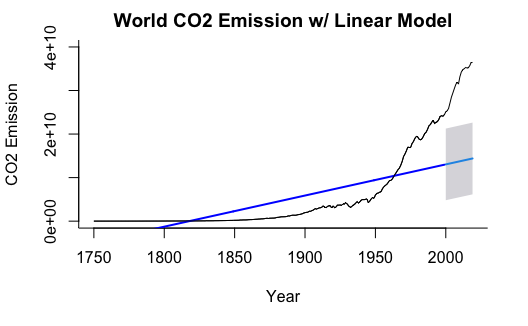 World CO2 Emission w/ Linear Model
CO2 Emission
4e+10
2e+10
0e+00
1750 1800 1850 1900 1950 2000
Year